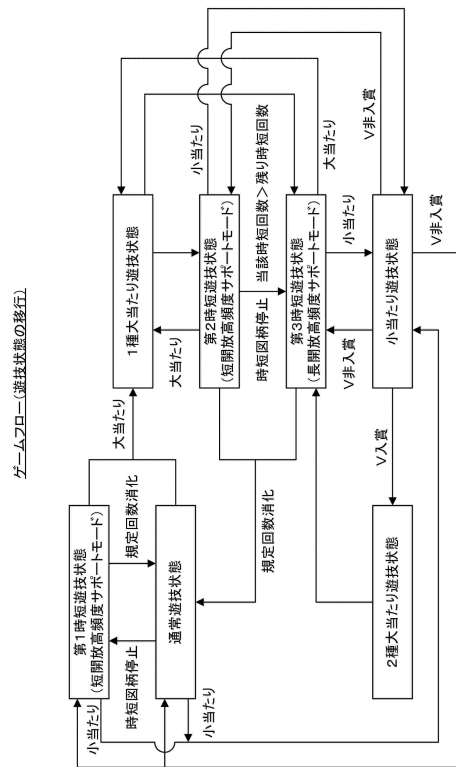 ゲームフロー(遊技状態の移行)
第1時短遊技状態
(短開放高頻度サポートモード)
小当たり
規定回数消化
時短図柄停止
通常遊技状態
小当たり
大当たり
1種大当たり遊技状態
大当たり
小当たり
第2時短遊技状態
(短開放高頻度サポートモード)
規定回数消化
時短図柄停止
当該時短回数>残り時短回数
第3時短遊技状態
(長開放高頻度サポートモード)
大当たり
V非入賞
小当たり
V非入賞
小当たり遊技状態
V入賞
2種大当たり遊技状態
V非入賞